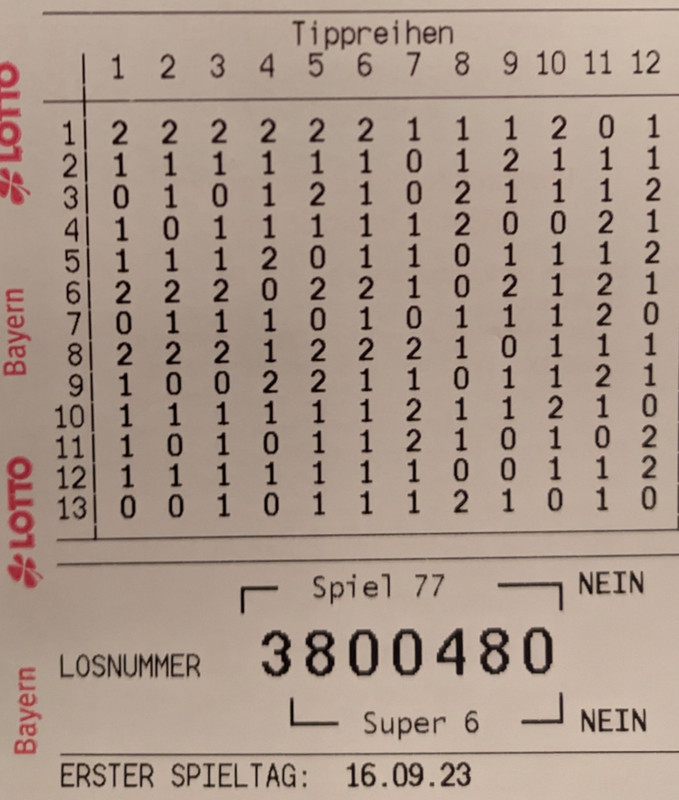 Tippreihen
1 2 3 4 5 6 7 8 9 10 11 12
1 2 2 2 2 2 2 1 1 1 2 0 1
2 1 1 1 1 1 1 0 1 2 1 1 1
3 0 1 0 1 2 1 0 2 1 1 1 2
4 1 0 1 1 1 1 1 2 0 0 2 1
5 1 1 1 2 0 1 1 0 1 1 1 2
6 2 2 2 0 2 2 1 0 2 1 2 1
7 0 1 1 1 0 1 0 1 1 1 2 0
8 2 2 2 1 2 2 2 1 0 1 1 1
9 1 0 0 2 2 1 1 0 1 1 2 1
10 1 1 1 1 1 1 2 1 1 2 1 0
11 1 0 1 0 1 1 2 1 0 1 0 2
12 1 1 1 1 1 1 1 0 0 1 1 2
13 0 0 1 0 1 1 1 2 1 0 1 0
Spiel 77 NEIN
LOSNUMMER 3800480
Super 6 NEIN
ERSTER SPIELTAG: 16.09.23
LOTTO
Bayern
LOTTO
Bayern